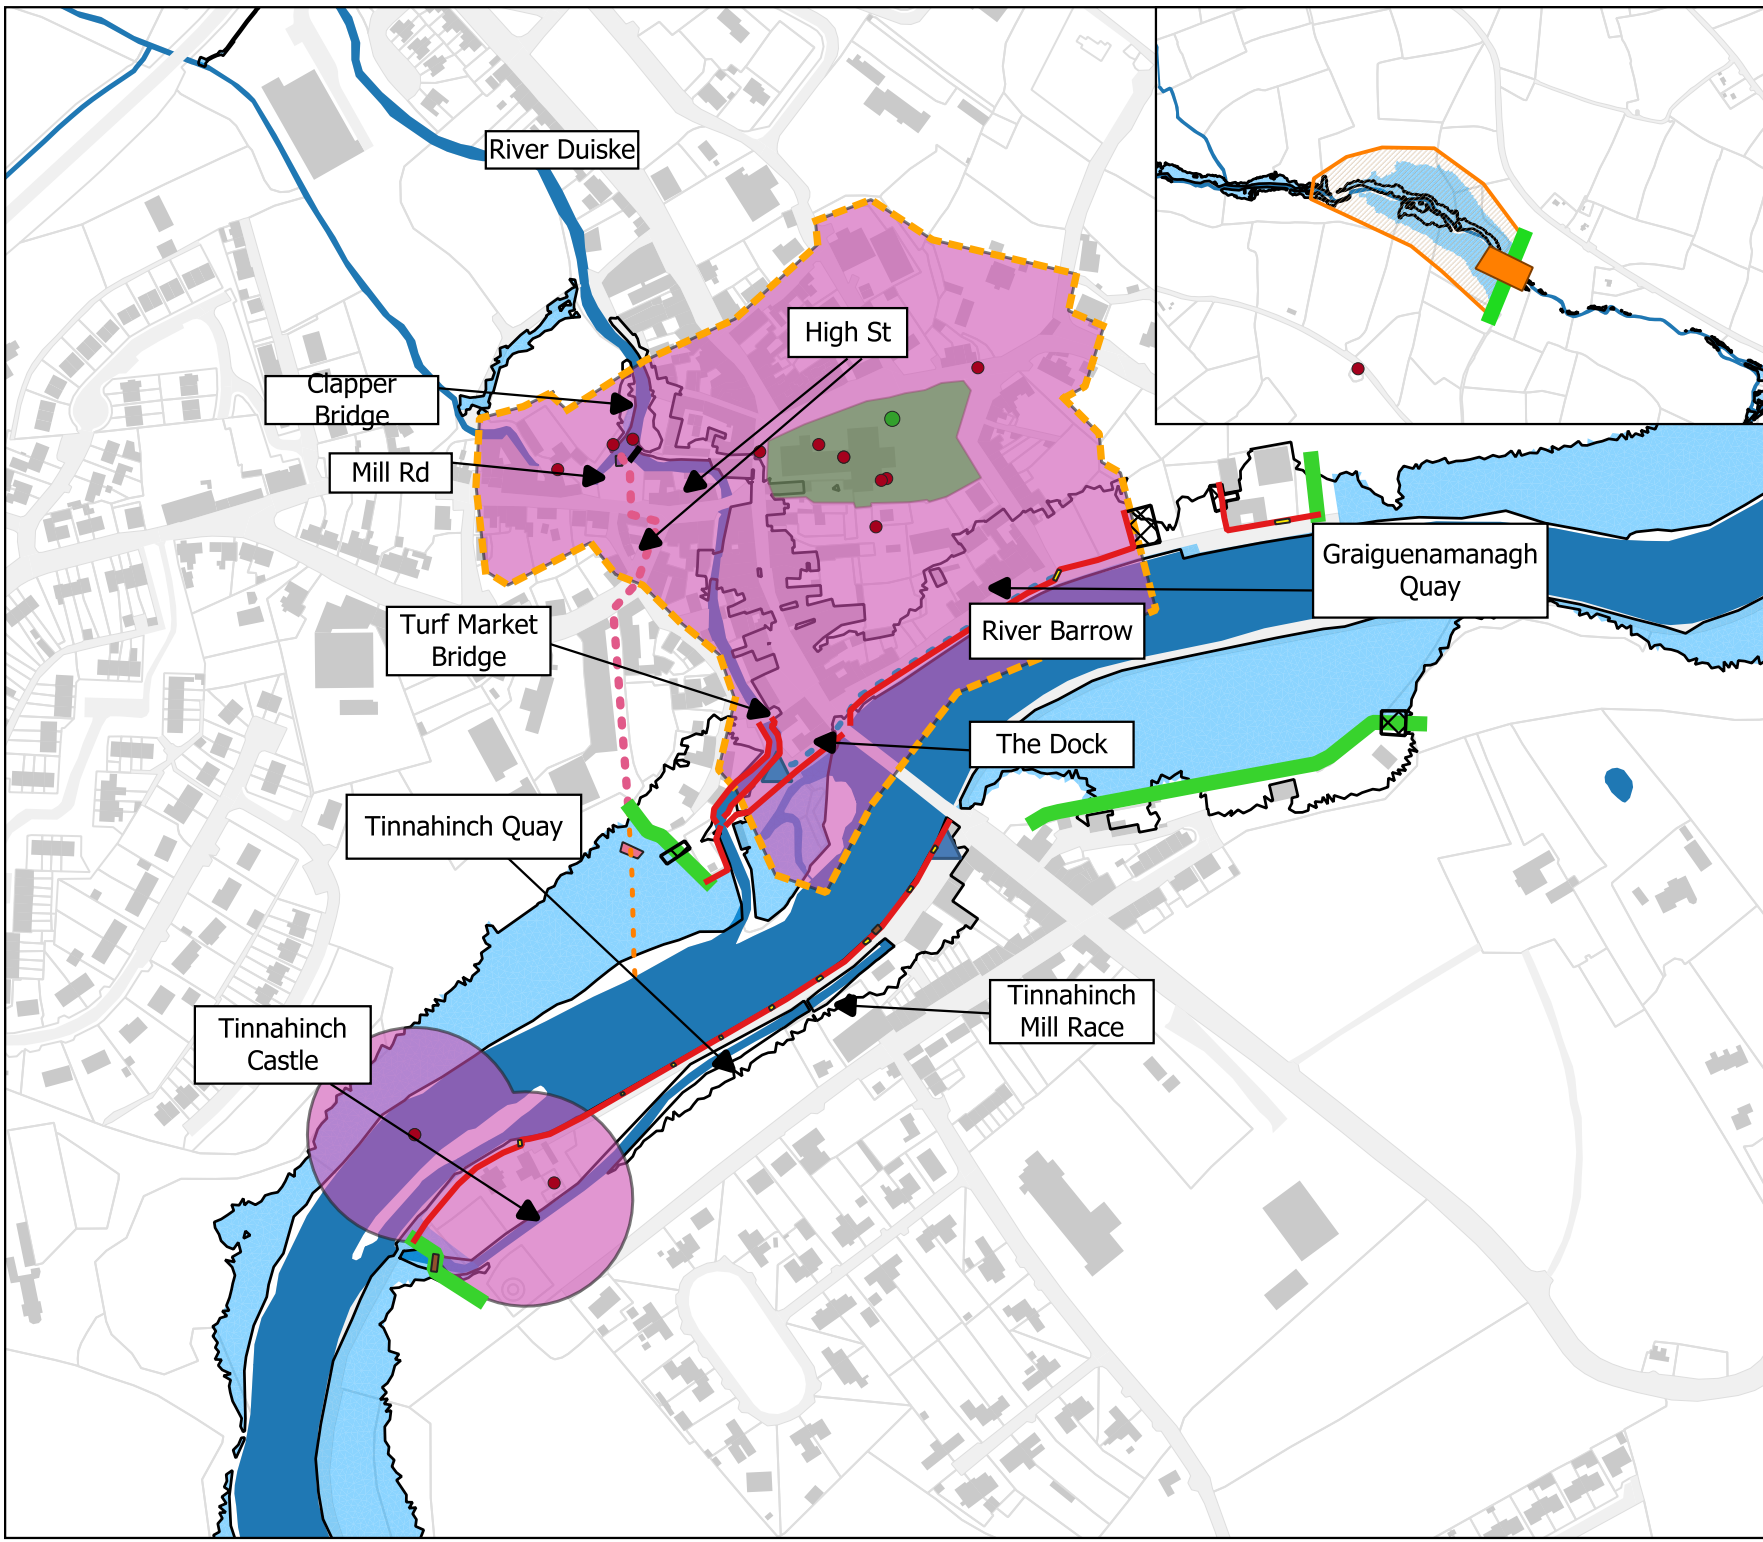 River Duiske
High St
Clapper
Bridge
Mill Rd
Graiguenamanagh
Quay
Turf Market
Bridge
River Barrow
The Dock
Tinnahinch Quay
Tinnahinch
Mill Race
Tinnahinch
Castle